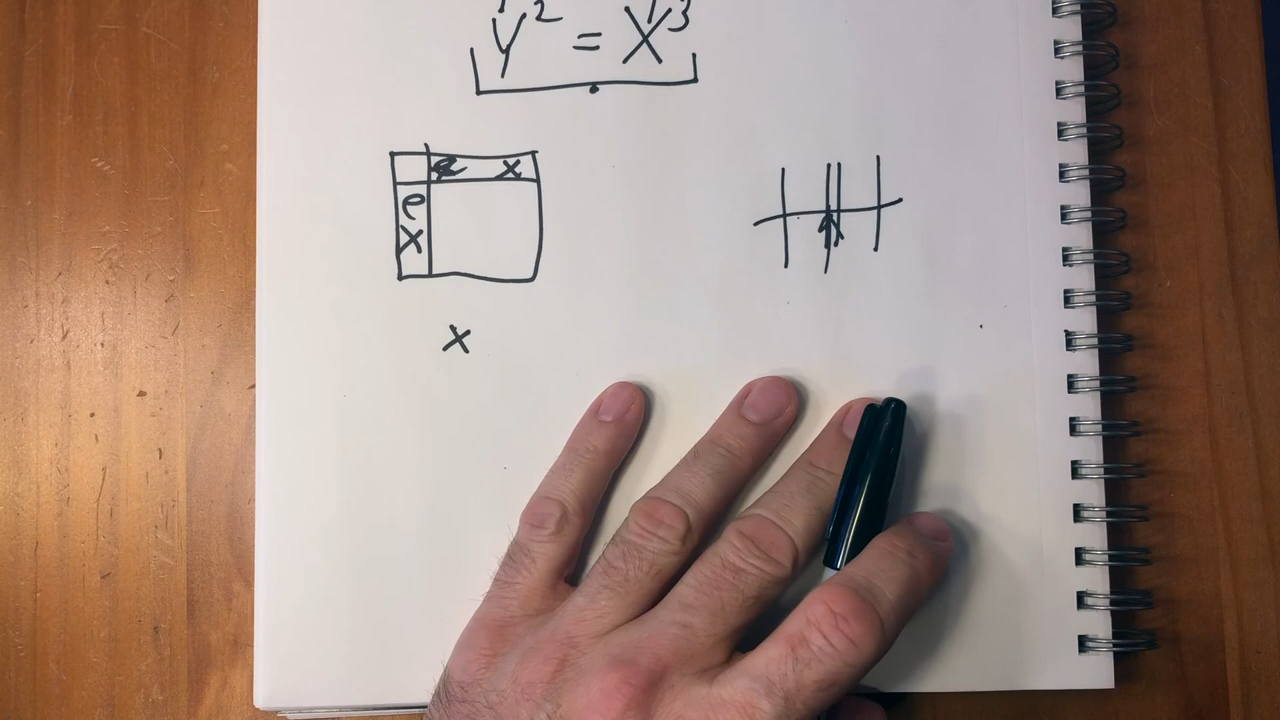 y² = x³
e x
e
x
x